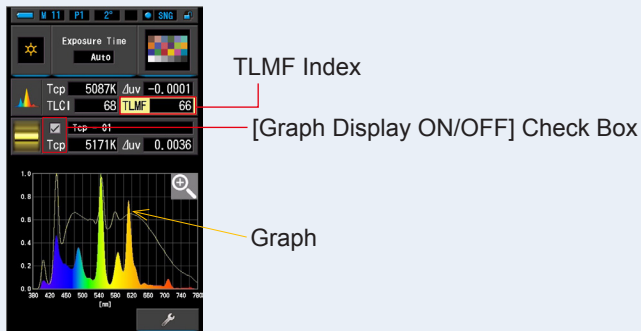 M 11 P1 2° SNG
Exposure Time
Auto
Tcp 5087K ⊿uv -0.0001
TLCI 68 TLMF 66
Tcp - 01
Tcp 5171K ⊿uv 0.0036
TLMF Index
[Graph Display ON/OFF] Check Box
1.0
0.8
0.6
0.4
0.2
0.0
380 420 460 500 540 580 620 660 700 740 780
[nm]
Graph